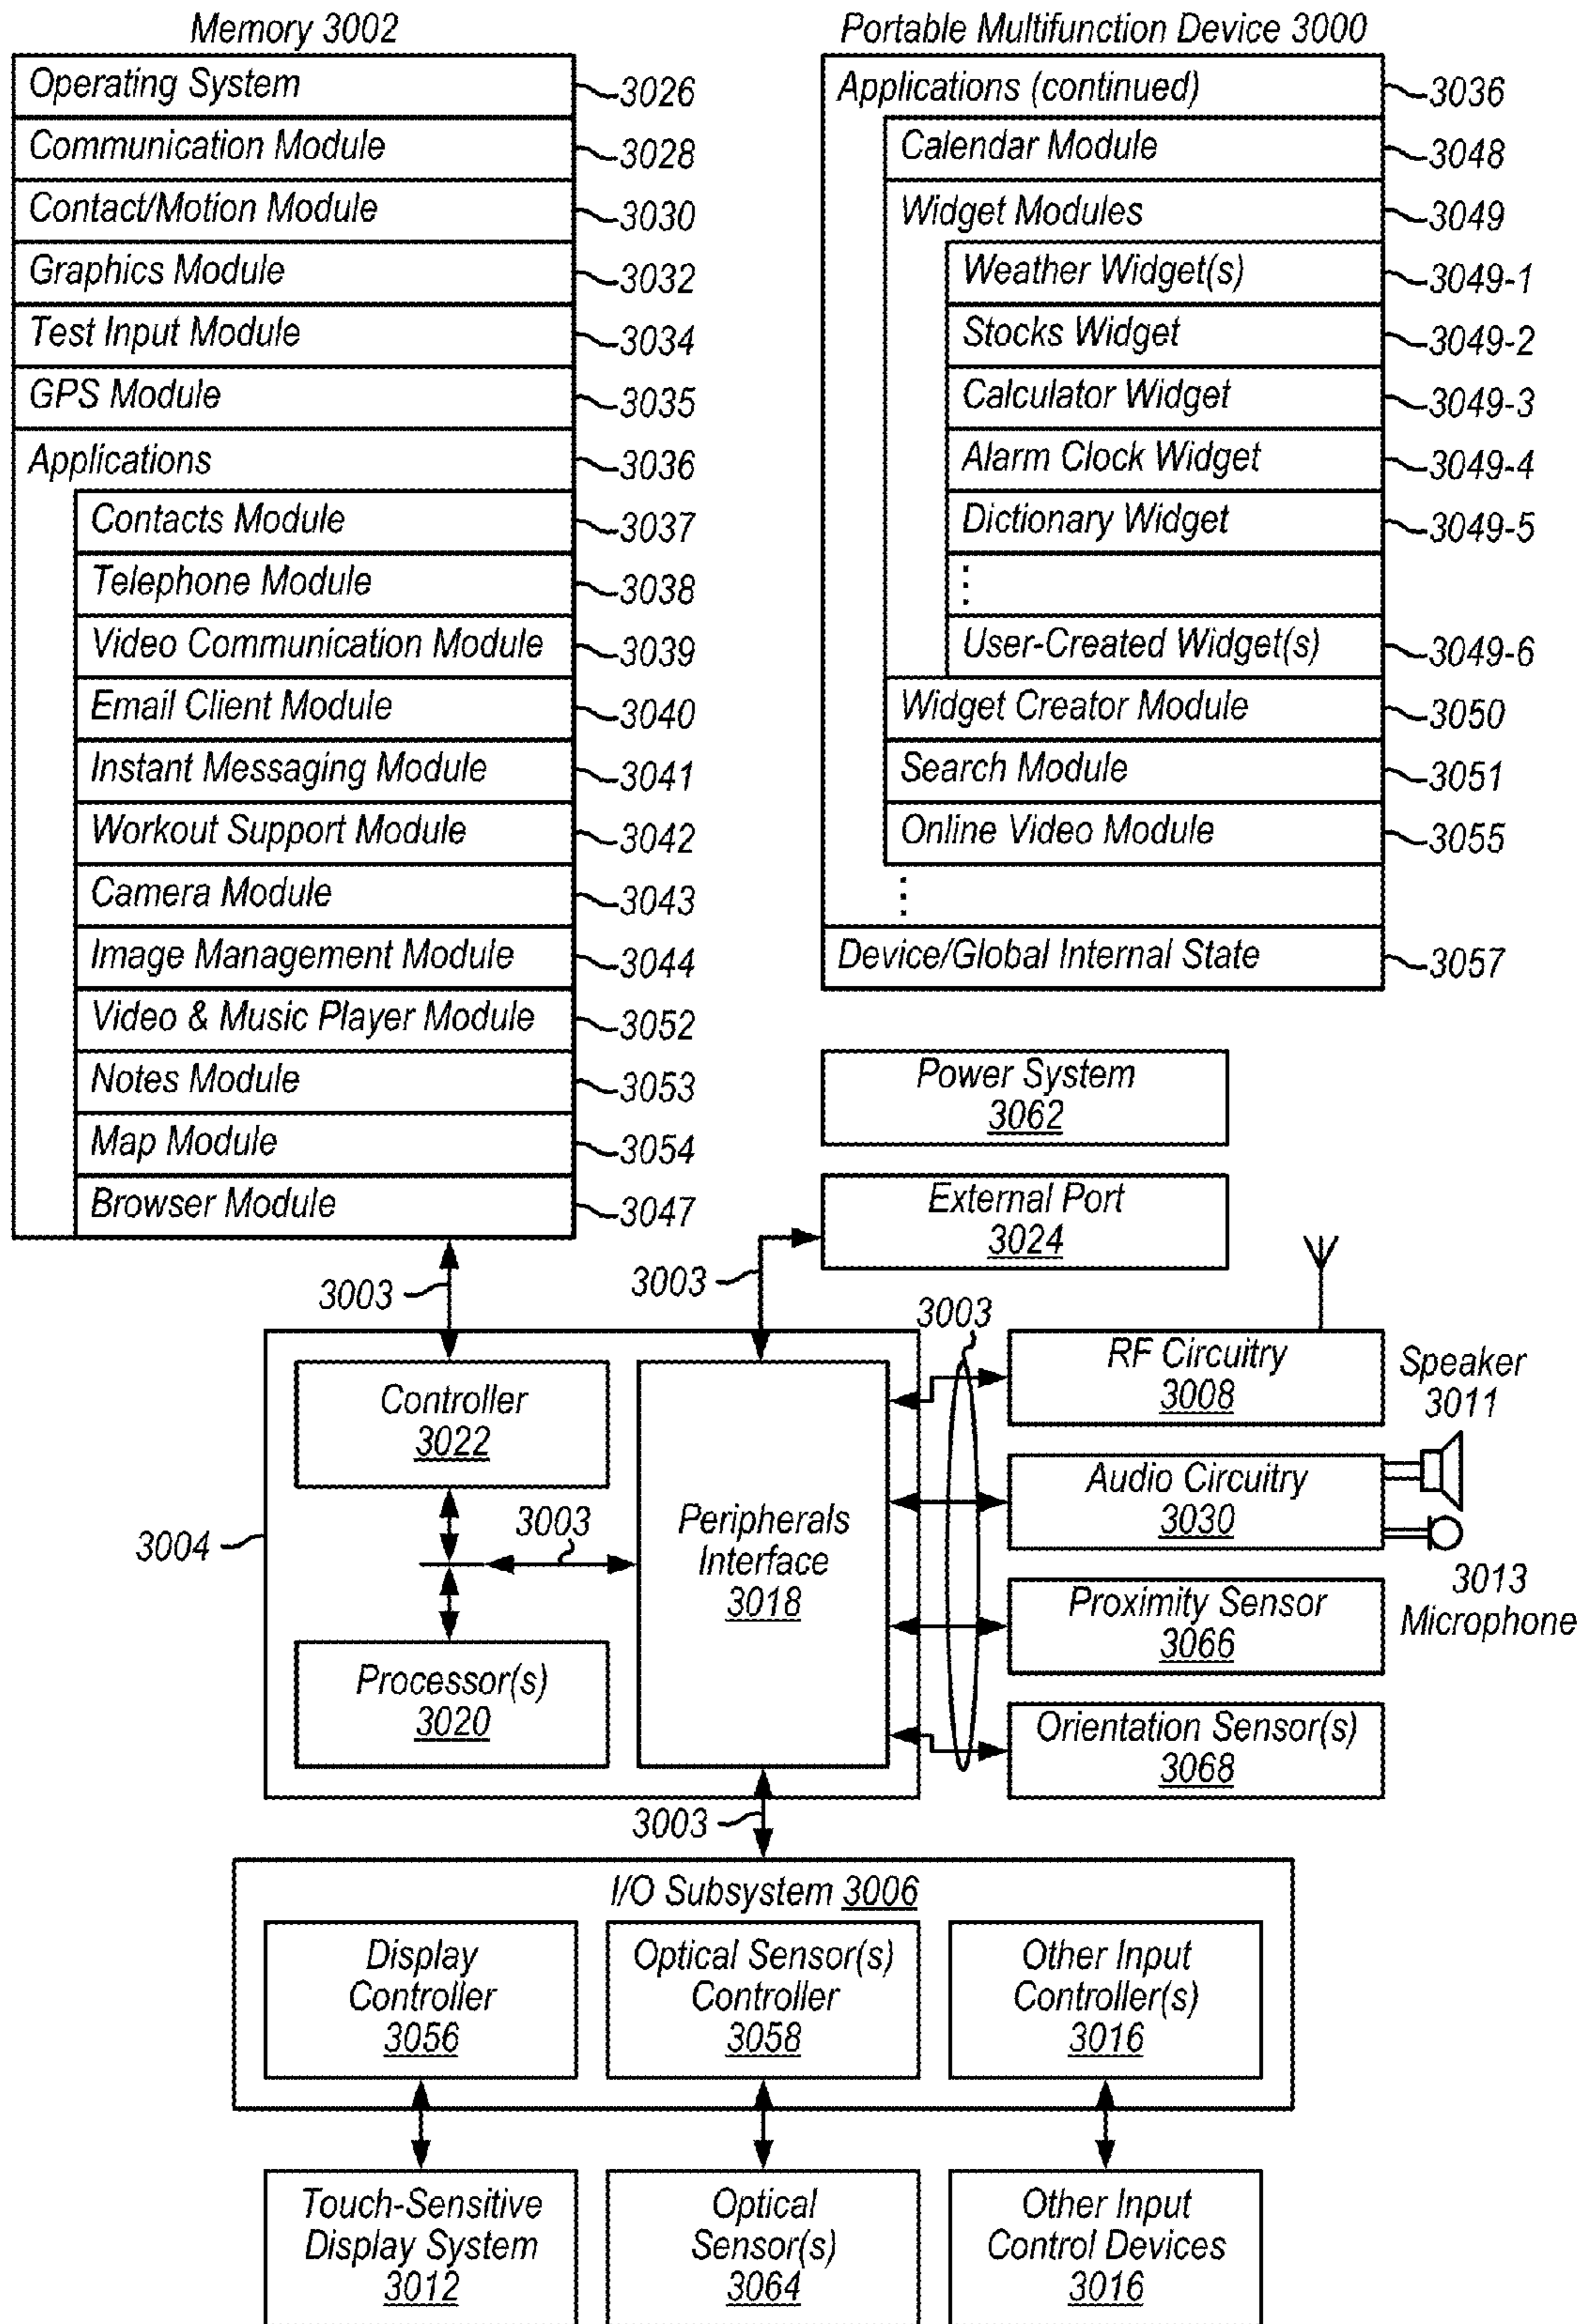 Memory 3002
Operating System 3026
Communication Module 3028
Contact/Motion Module 3030
Graphics Module 3032
Test Input Module 3034
GPS Module 3035
Applications 3036
Contacts Module 3037
Telephone Module 3038
Video Communication Module 3039
Email Client Module 3040
Instant Messaging Module 3041
Workout Support Module 3042
Camera Module 3043
Image Management Module 3044
Video & Music Player Module 3052
Notes Module 3053
Map Module 3054
Browser Module 3047
Portable Multifunction Device 3000
Applications (continued) 3036
Calendar Module 3048
Widget Modules 3049
Weather Widget(s) 3049-1
Stocks Widget 3049-2
Calculator Widget 3049-3
Alarm Clock Widget 3049-4
Dictionary Widget 3049-5
⋮
User-Created Widget(s) 3049-6
Widget Creator Module 3050
Search Module 3051
Online Video Module 3055
⋮
Device/Global Internal State 3057
Power System
3062
External Port
3024
3003
3003
3003
RF Circuitry
3008
Speaker
3011
Controller
3022
Audio Circuitry
3030
3003
3004
Peripherals
Interface
3018
3013
Microphone
Proximity Sensor
3066
Processor(s)
3020
Orientation Sensor(s)
3068
3003
I/O Subsystem 3006
Display
Controller
3056
Optical Sensor(s)
Controller
3058
Other Input
Controller(s)
3016
Touch-Sensitive
Display System
3012
Optical
Sensor(s)
3064
Other Input
Control Devices
3016